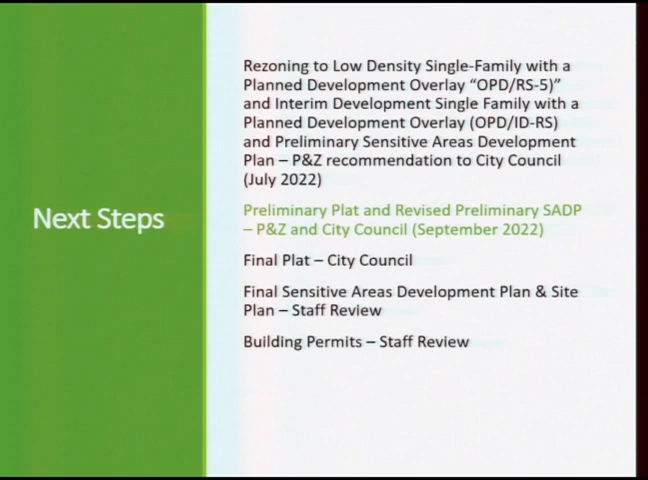 Next Steps
Rezoning to Low Density Single-Family with a
Planned Development Overlay “OPD/RS-5)”
and Interim Development Single Family with a
Planned Development Overlay (OPD/ID-RS)
and Preliminary Sensitive Areas Development
Plan – P&Z recommendation to City Council
(July 2022)
Preliminary Plat and Revised Preliminary SADP
– P&Z and City Council (September 2022)
Final Plat – City Council
Final Sensitive Areas Development Plan & Site
Plan – Staff Review
Building Permits – Staff Review